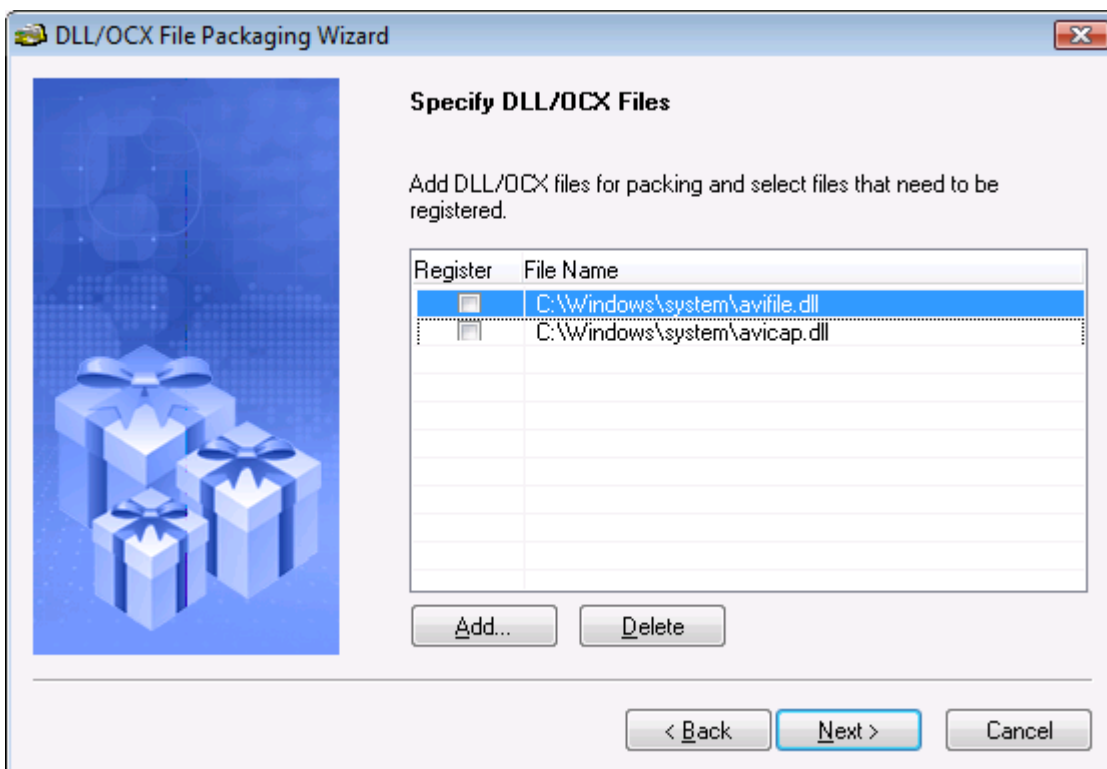 DLL/OCX File Packaging Wizard
Specify DLL/OCX Files
Add DLL/OCX files for packing and select files that need to be
registered.
Register File Name
C:\Windows\system\avifile.dll
C:\Windows\system\avicap.dll
Add... Delete
< Back Next > Cancel